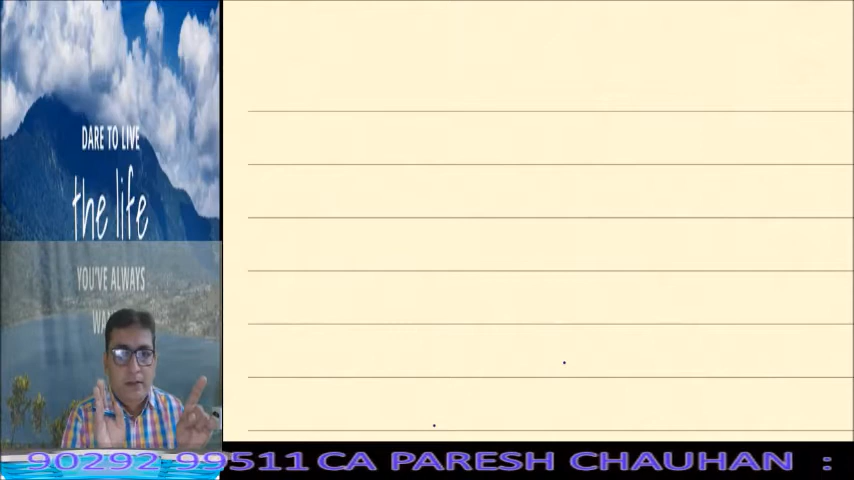 DARE TO LIVE
the life
YOU'VE ALWAYS
90292 99511 CA PARESH CHAUHAN :